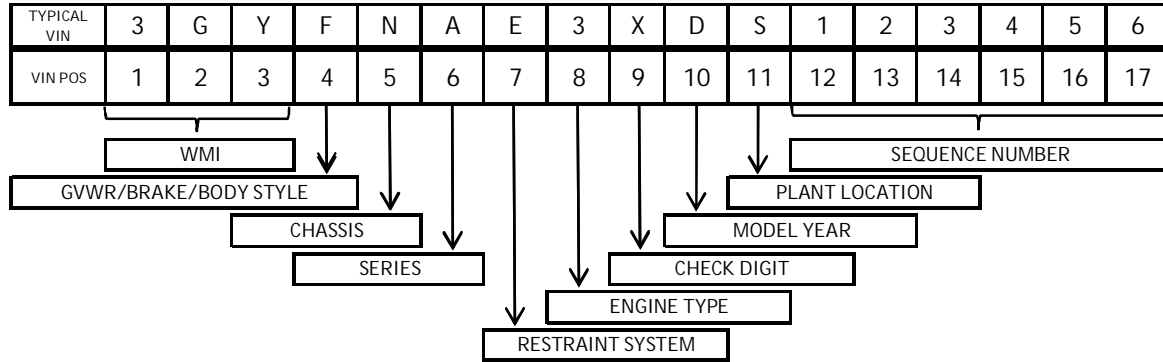 TYPICAL VIN 3 G Y F N A E 3 X D S 1 2 3 4 5 6
VIN POS 1 2 3 4 5 6 7 8 9 10 11 12 13 14 15 16 17
WMI SEQUENCE NUMBER
GVWR/BRAKE/BODY STYLE PLANT LOCATION
CHASSIS MODEL YEAR
SERIES CHECK DIGIT
ENGINE TYPE
RESTRAINT SYSTEM